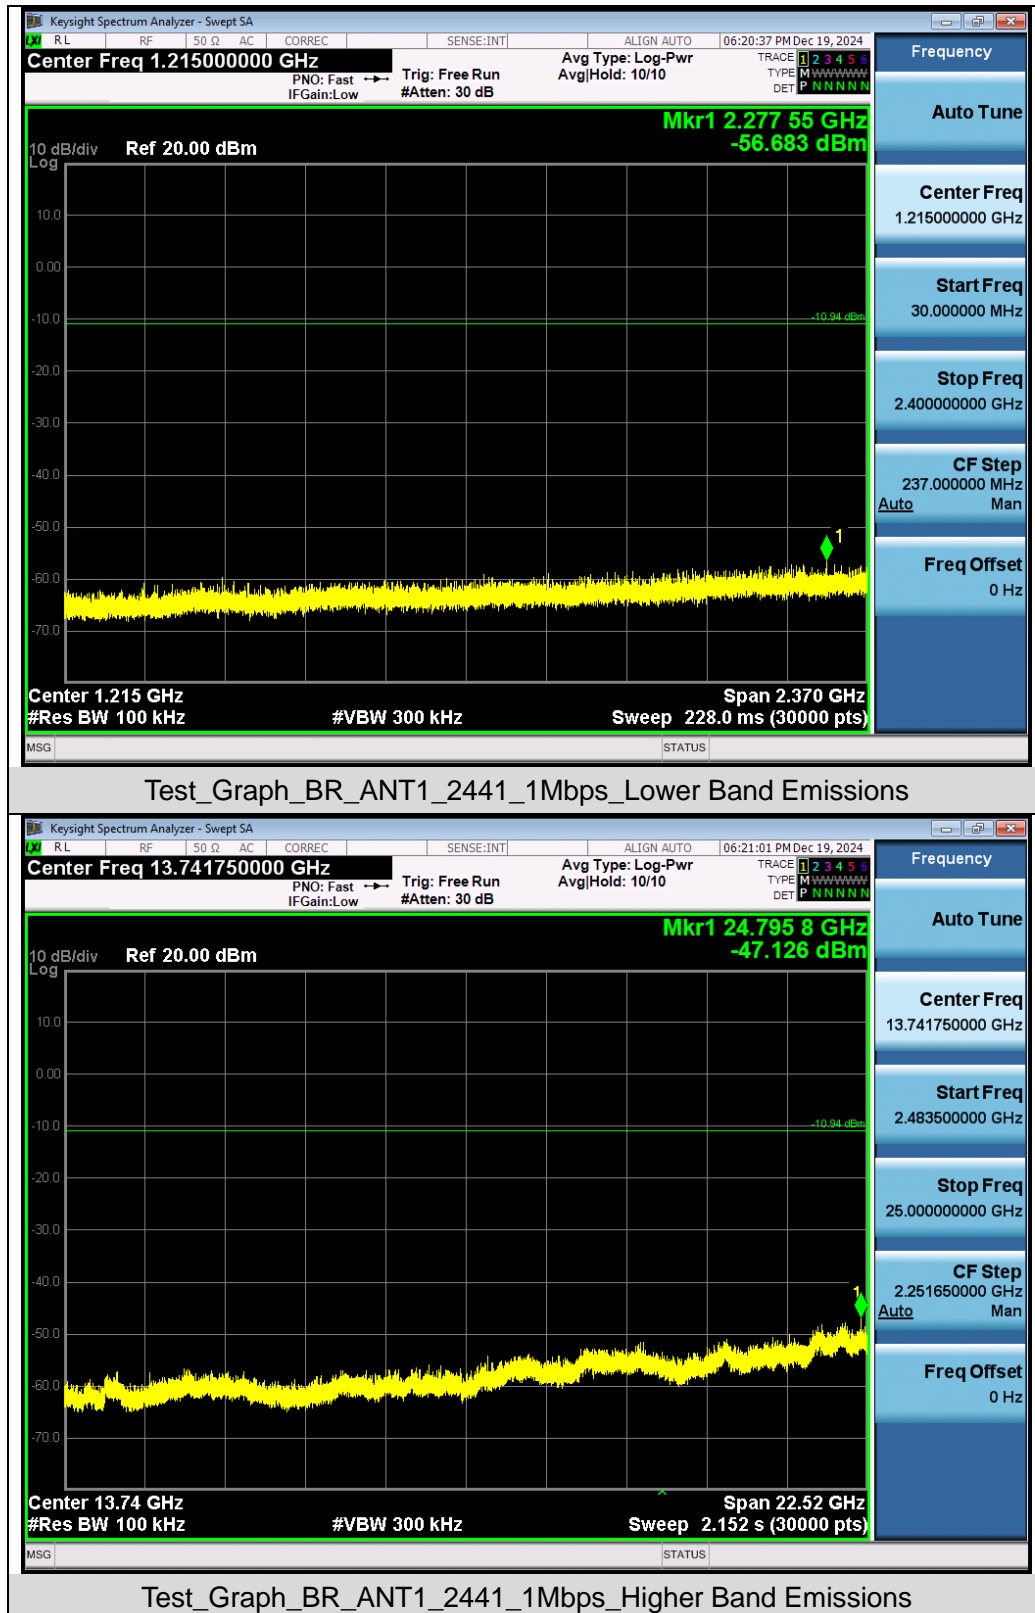 Keysight Spectrum Analyzer - Swept SA
LXI RL RF 50 Ω AC CORREC SENSE:INT ALIGN AUTO 06:20:37 PM Dec 19, 2024
Center Freq 1.215000000 GHz
PNO: Fast
IFGain:Low
Trig: Free Run
#Atten: 30 dB
Avg Type: Log-Pwr
Avg|Hold: 10/10
TRACE 1 2 3 4 5 6
TYPE M WWWWW
DET P N N N N N
Mkr1 2.277 55 GHz
-56.683 dBm
10 dB/div Ref 20.00 dBm
Log
10.0
0.00
-10.0
-10.94 dBm
-20.0
-30.0
-40.0
-50.0
1
-60.0
-70.0
Center 1.215 GHz Span 2.370 GHz
#Res BW 100 kHz #VBW 300 kHz Sweep 228.0 ms (30000 pts)
MSG STATUS
Frequency
Auto Tune
Center Freq
1.215000000 GHz
Start Freq
30.000000 MHz
Stop Freq
2.400000000 GHz
CF Step
237.000000 MHz
Auto Man
Freq Offset
0 Hz
Test_Graph_BR_ANT1_2441_1Mbps_Lower Band Emissions
Keysight Spectrum Analyzer - Swept SA
LXI RL RF 50 Ω AC CORREC SENSE:INT ALIGN AUTO 06:21:01 PM Dec 19, 2024
Center Freq 13.741750000 GHz
PNO: Fast
IFGain:Low
Trig: Free Run
#Atten: 30 dB
Avg Type: Log-Pwr
Avg|Hold: 10/10
TRACE 1 2 3 4 5 6
TYPE M WWWWW
DET P N N N N N
Mkr1 24.795 8 GHz
-47.126 dBm
10 dB/div Ref 20.00 dBm
Log
10.0
0.00
-10.0
-10.94 dBm
-20.0
-30.0
-40.0
1
-50.0
-60.0
-70.0
Center 13.74 GHz Span 22.52 GHz
#Res BW 100 kHz #VBW 300 kHz Sweep 2.152 s (30000 pts)
MSG STATUS
Frequency
Auto Tune
Center Freq
13.741750000 GHz
Start Freq
2.483500000 GHz
Stop Freq
25.000000000 GHz
CF Step
2.251650000 GHz
Auto Man
Freq Offset
0 Hz
Test_Graph_BR_ANT1_2441_1Mbps_Higher Band Emissions